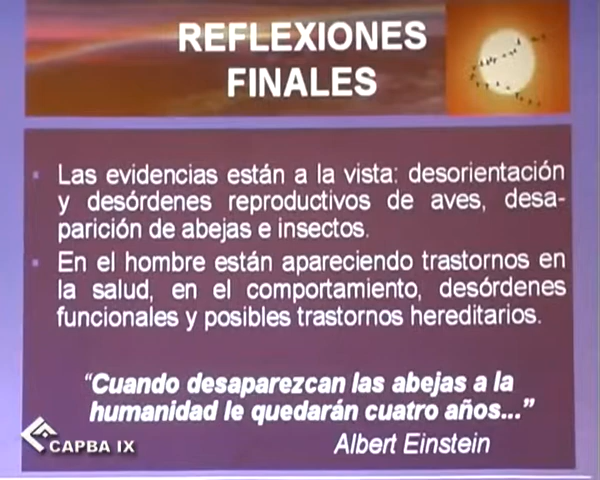 REFLEXIONES
FINALES
Las evidencias están a la vista: desorientación
y desórdenes reproductivos de aves, desa-
parición de abejas e insectos.
En el hombre están apareciendo trastornos en
la salud, en el comportamiento, desórdenes
funcionales y posibles trastornos hereditarios.
“Cuando desaparezcan las abejas a la
humanidad le quedarán cuatro años...”
Albert Einstein
CAPBA IX